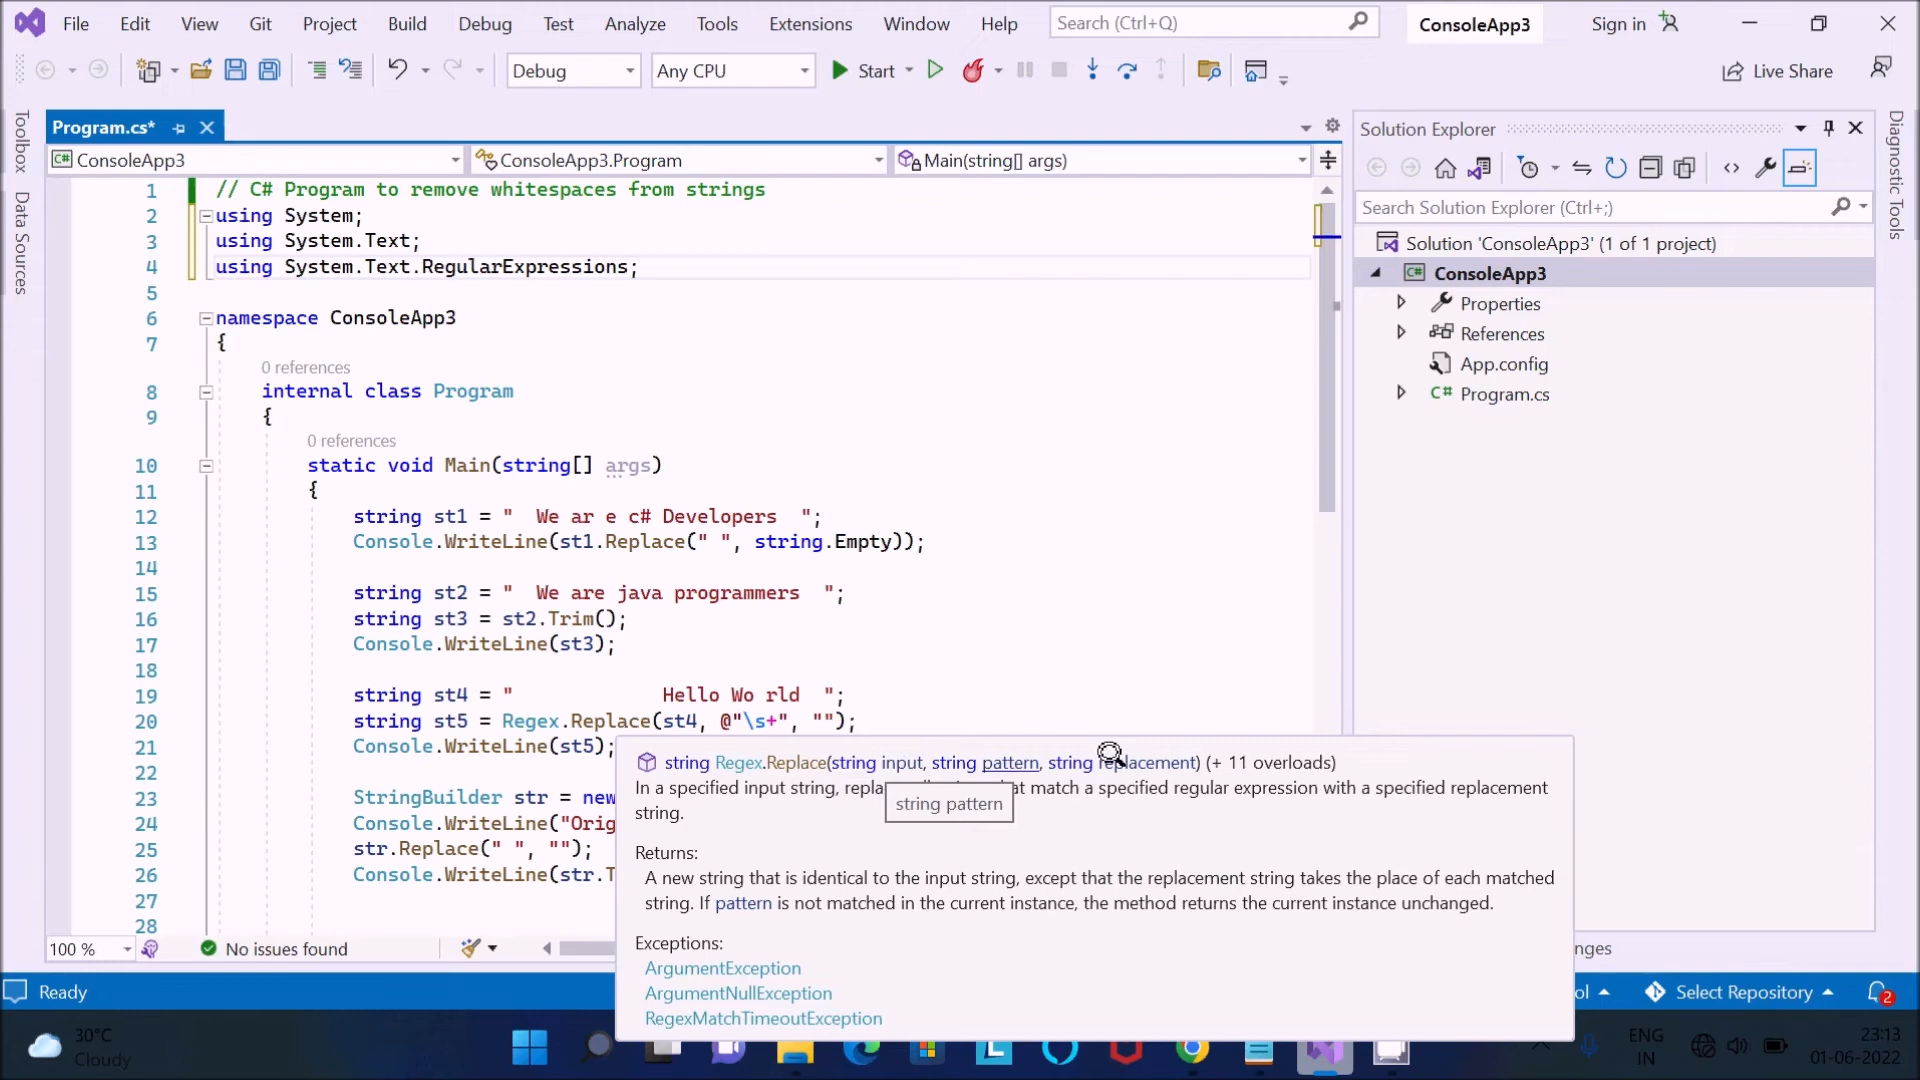 File Edit View Git Project Build Debug Test Analyze Tools Extensions Window Help Search (Ctrl+Q) ConsoleApp3 Sign in
Debug Any CPU Start Live Share
Toolbox
Data Sources
Program.cs*
ConsoleApp3 ConsoleApp3.Program Main(string[] args)
1 // C# Program to remove whitespaces from strings
2 using System;
3 using System.Text;
4 using System.Text.RegularExpressions;
5
6 namespace ConsoleApp3
7 {
0 references
8 internal class Program
9 {
0 references
10 static void Main(string[] args)
11 {
12 string st1 = "  We ar e c# Developers  ";
13 Console.WriteLine(st1.Replace(" ", string.Empty));
14
15 string st2 = "  We are java programmers  ";
16 string st3 = st2.Trim();
17 Console.WriteLine(st3);
18
19 string st4 = "             Hello Wo rld  ";
20 string st5 = Regex.Replace(st4, @"\s+", "");
21 Console.WriteLine(st5);
22
23 StringBuilder str = new
24 Console.WriteLine("Orig
25 str.Replace(" ", "");
26 Console.WriteLine(str.T
27
28
string Regex.Replace(string input, string pattern, string replacement) (+ 11 overloads)
In a specified input string, at match a specified regular expression with a specified replacement
string.
string pattern
Returns:
A new string that is identical to the input string, except that the replacement string takes the place of each matched
string. If pattern is not matched in the current instance, the method returns the current instance unchanged.
Exceptions:
ArgumentException
ArgumentNullException
RegexMatchTimeoutException
Solution Explorer
Search Solution Explorer (Ctrl+;)
Solution 'ConsoleApp3' (1 of 1 project)
ConsoleApp3
Properties
References
App.config
Program.cs
Diagnostic Tools
100 % No issues found nges
Ready ol Select Repository 2
30°C
Cloudy
ENG
IN
23:13
01-06-2022